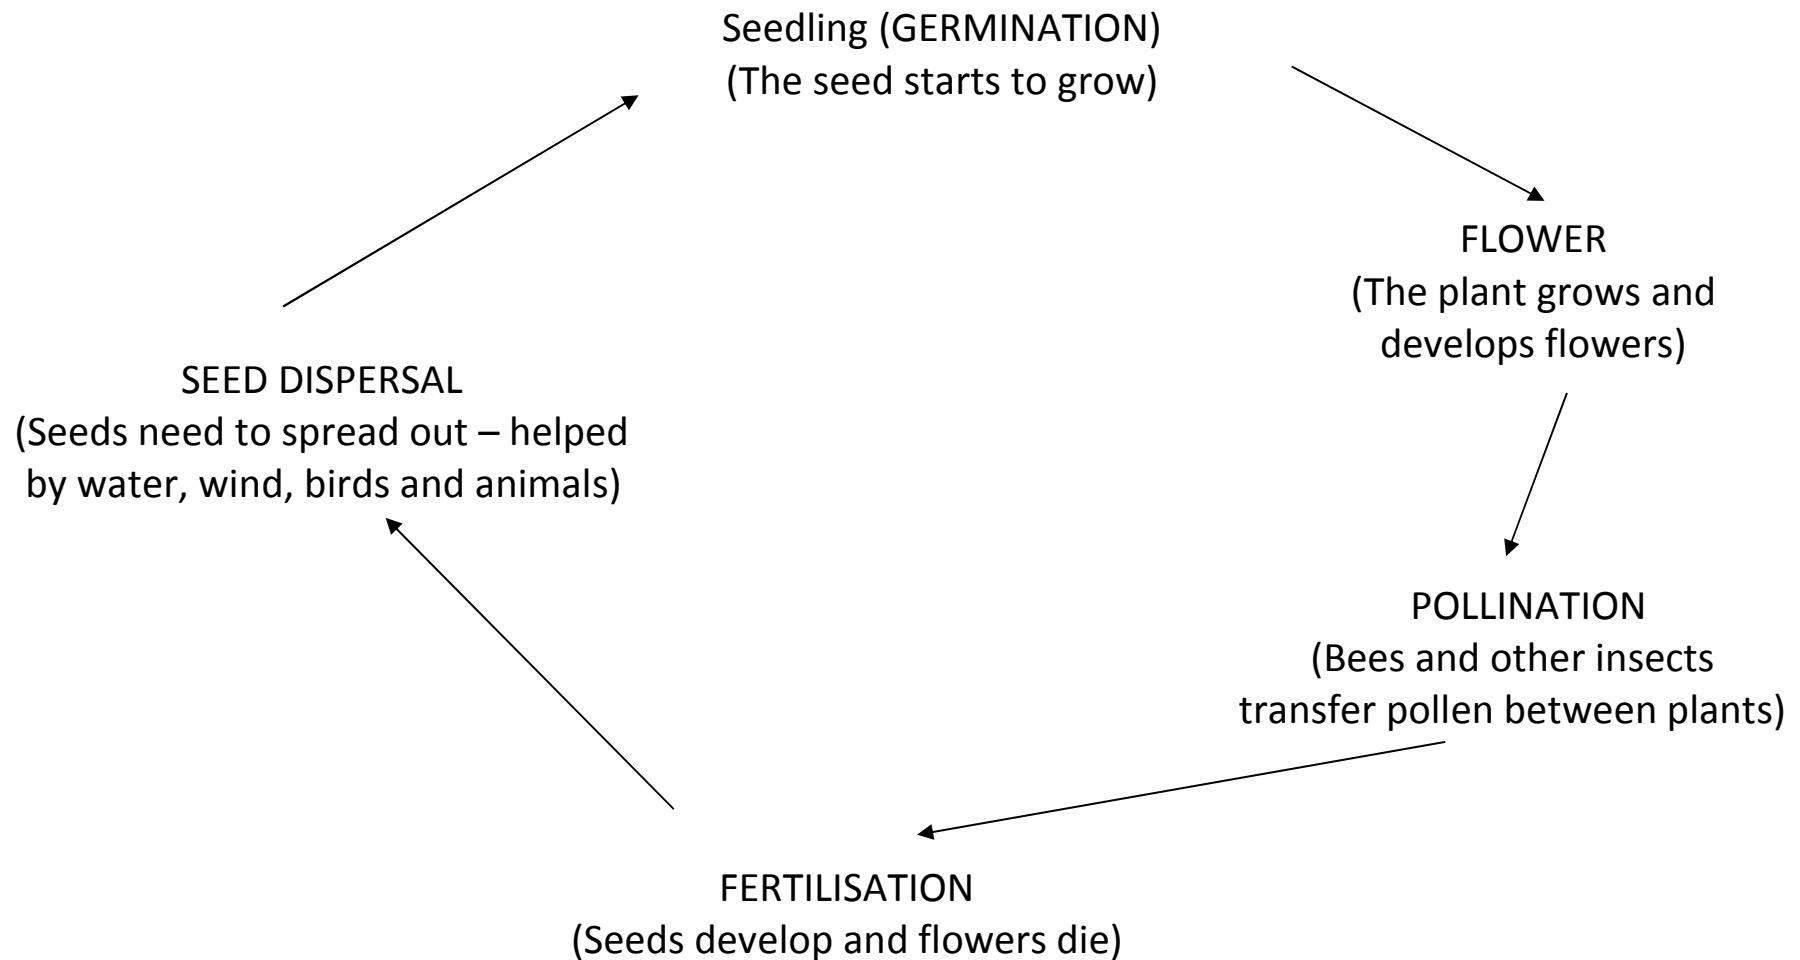 Seedling (GERMINATION)
(The seed starts to grow)
FLOWER
(The plant grows and
develops flowers)
POLLINATION
(Bees and other insects
transfer pollen between plants)
FERTILISATION
(Seeds develop and flowers die)
SEED DISPERSAL
(Seeds need to spread out – helped
by water, wind, birds and animals)